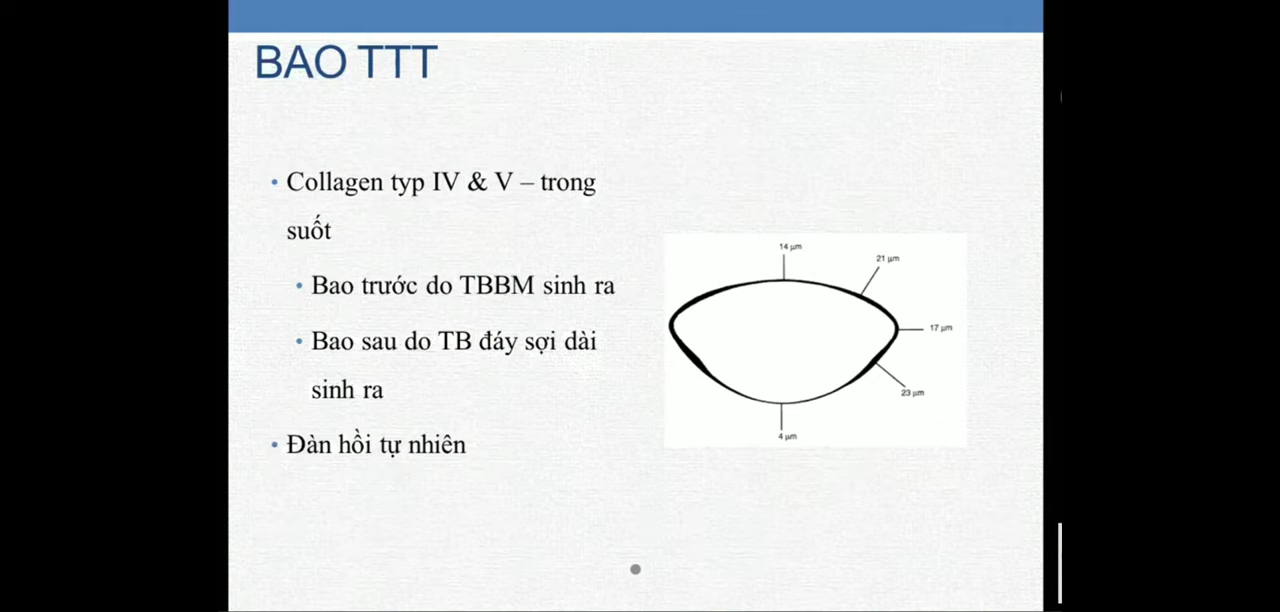 BAO TTT
• Collagen typ IV & V – trong
suốt
• Bao trước do TBBM sinh ra
• Bao sau do TB đáy sợi dài
sinh ra
• Đàn hồi tự nhiên
14 µm
21 µm
17 µm
23 µm
4 µm